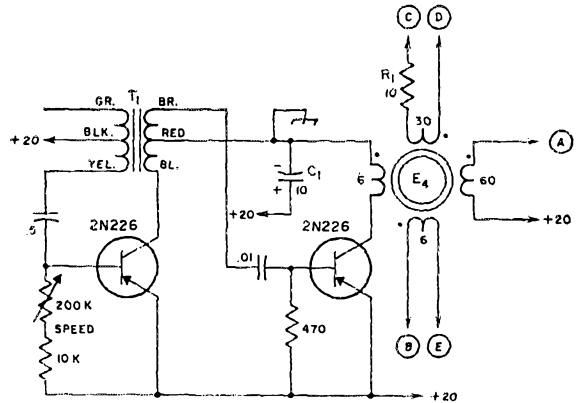 C
D
R1
10
GR.
T1
BR.
30
+20
BLK.
RED
A
YEL.
BL.
C1
10
6
E4
60
+20
+20
.5
2N226
2N226
6
.01
200K
SPEED
470
B
E
10K
+20